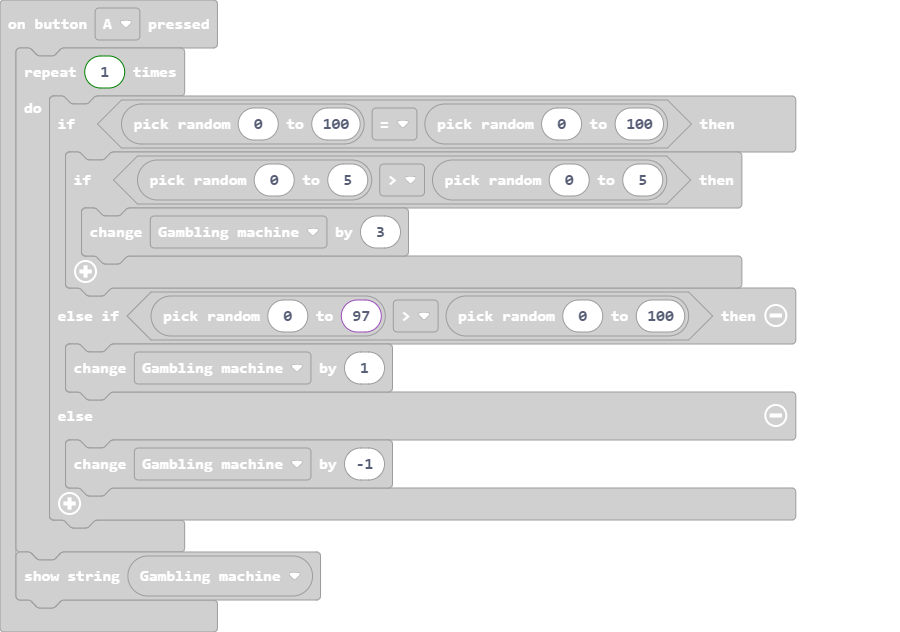 on button A pressed
repeat 1 times
do
if pick random 0 to 100 = pick random 0 to 100 then
if pick random 0 to 5 > pick random 0 to 5 then
change Gambling machine by 3
else if pick random 0 to 97 > pick random 0 to 100 then
change Gambling machine by 1
else
change Gambling machine by -1
show string Gambling machine